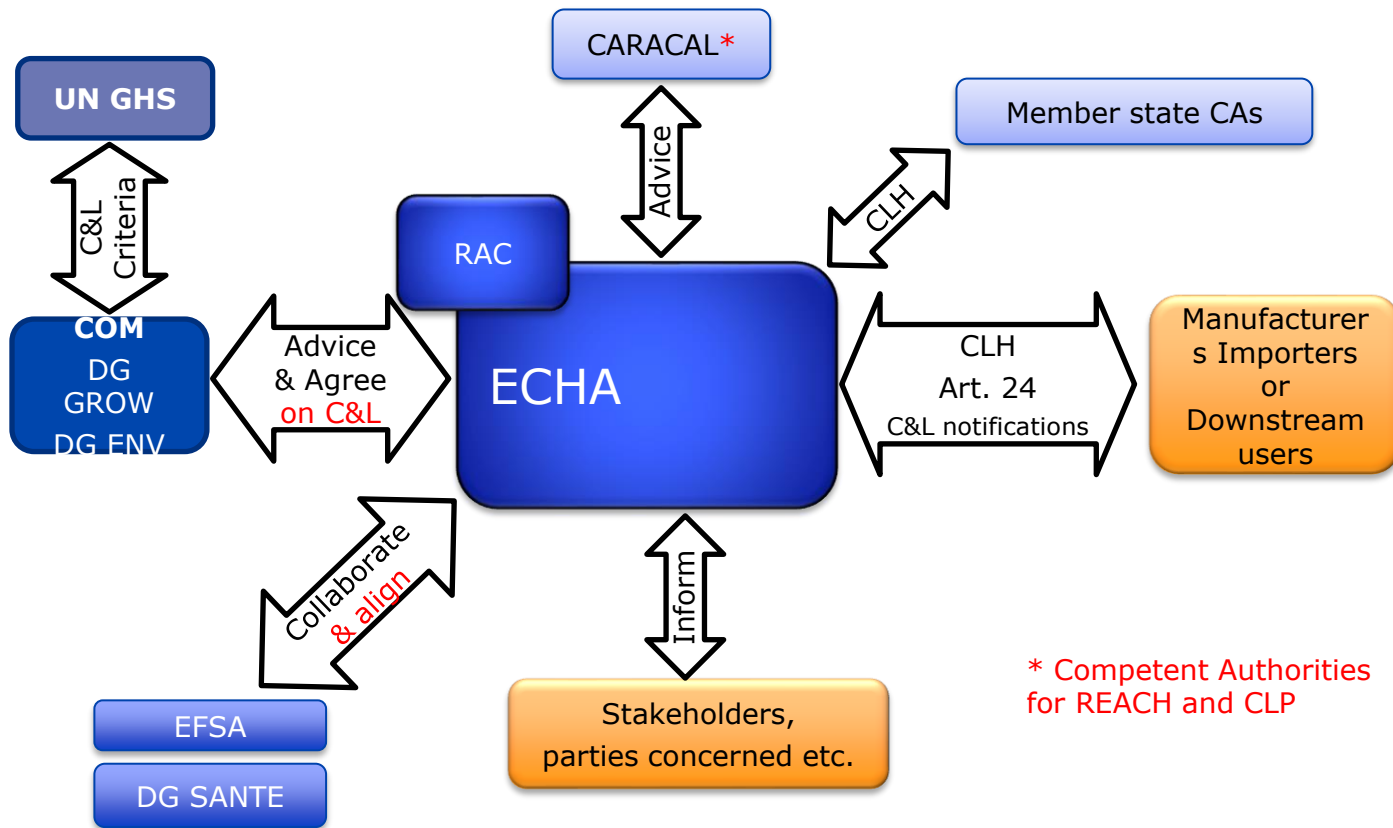 CARACAL*
UN GHS
Member state CAs
C&L
Criteria
Advice
CLH
RAC
COM
DG
GROW
DG ENV
Advice
& Agree
on C&L
ECHA
CLH
Art. 24
C&L notifications
Manufacturer
s Importers
or
Downstream
users
Collaborate
& align
Inform
EFSA
DG SANTE
Stakeholders,
parties concerned etc.
* Competent Authorities
for REACH and CLP